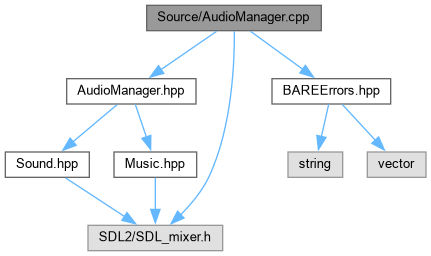 Source/AudioManager.cpp
AudioManager.hpp
BAREErrors.hpp
Sound.hpp
Music.hpp
string
vector
SDL2/SDL_mixer.h